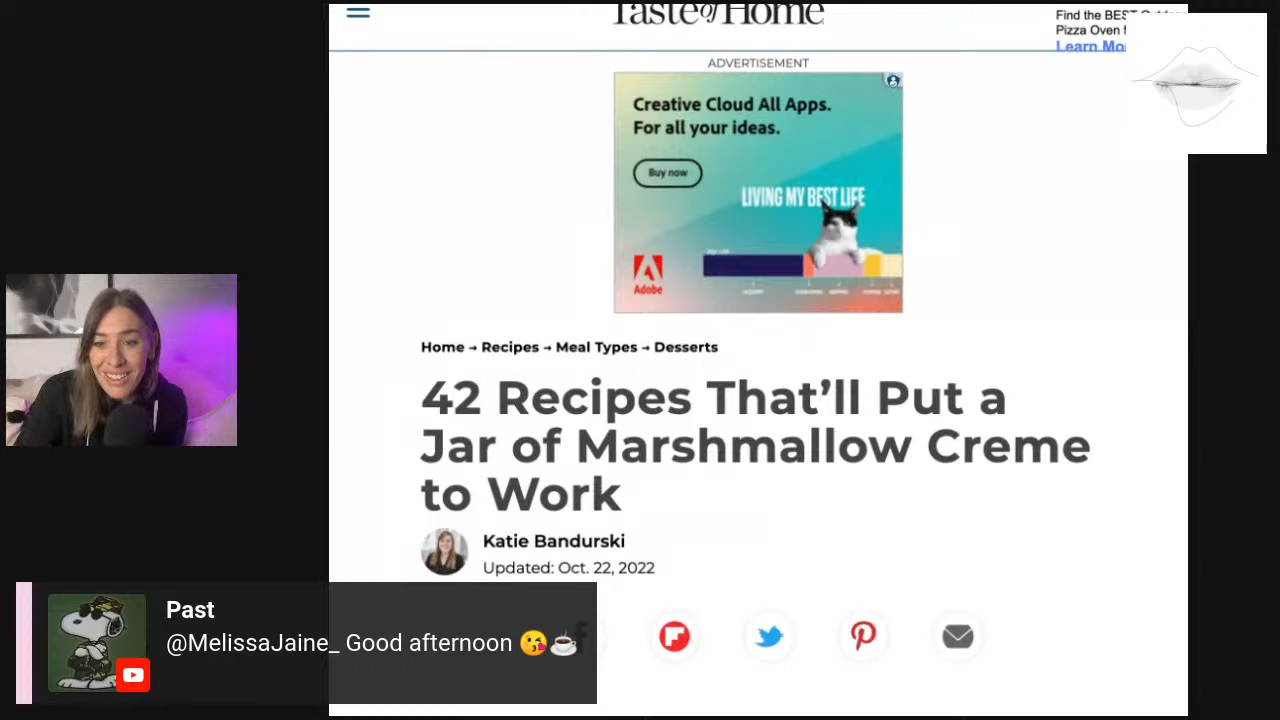 Taste of Home
Find the BEST
Pizza Oven
Learn Mo
ADVERTISEMENT
Creative Cloud All Apps.
For all your ideas.
Buy now
LIVING MY BEST LIFE
Adobe
Home → Recipes → Meal Types → Desserts
42 Recipes That’ll Put a
Jar of Marshmallow Creme
to Work
Katie Bandurski
Updated: Oct. 22, 2022
Past
@MelissaJaine_ Good afternoon 😘☕